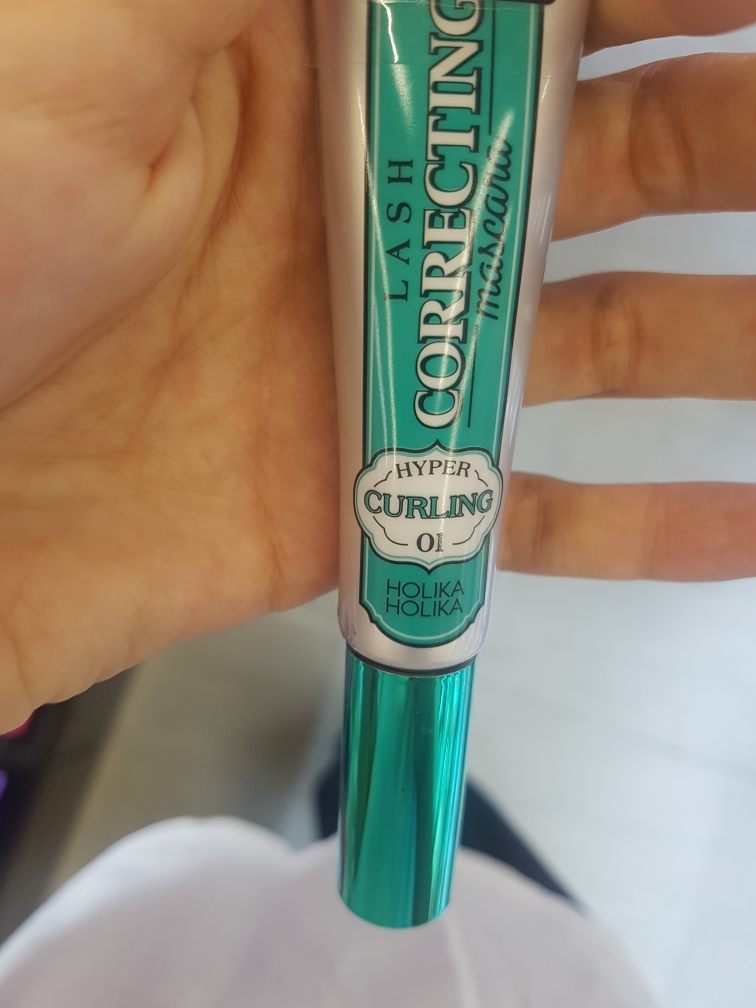 LASH
CORRECTING
mascara
HYPER
CURLING
01
HOLIKA
HOLIKA